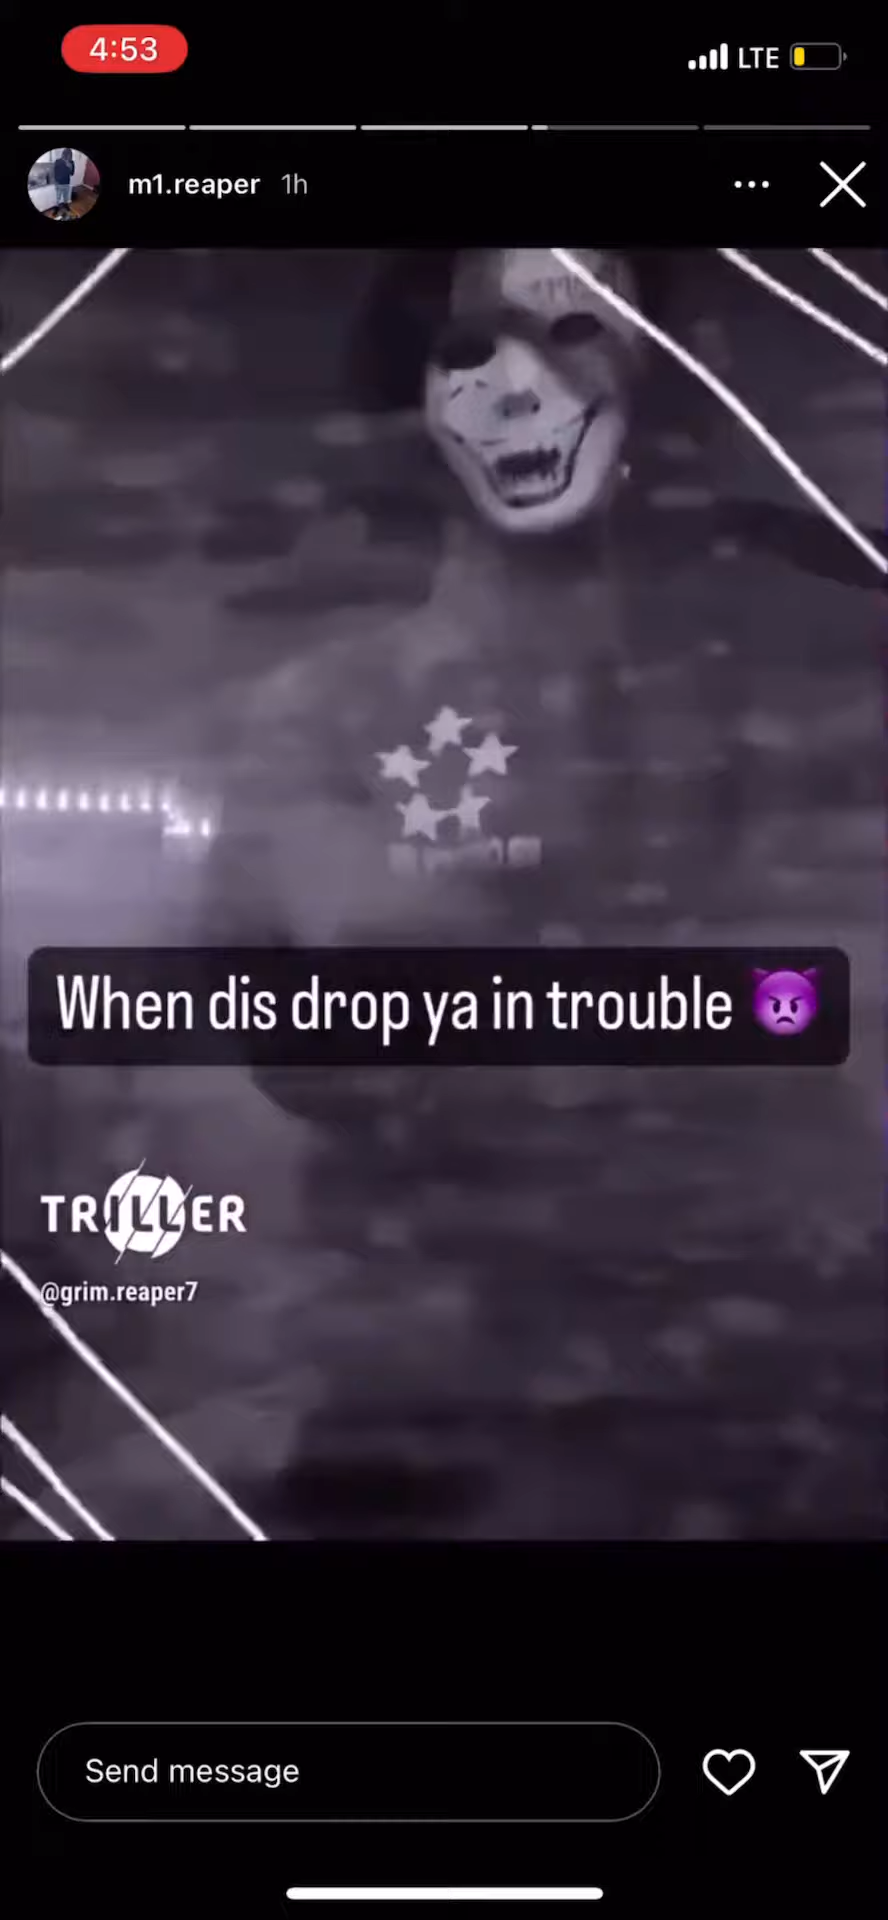 4:53
LTE
m1.reaper 1h
When dis drop ya in trouble 👿
TRILLER
@grim.reaper7
Send message